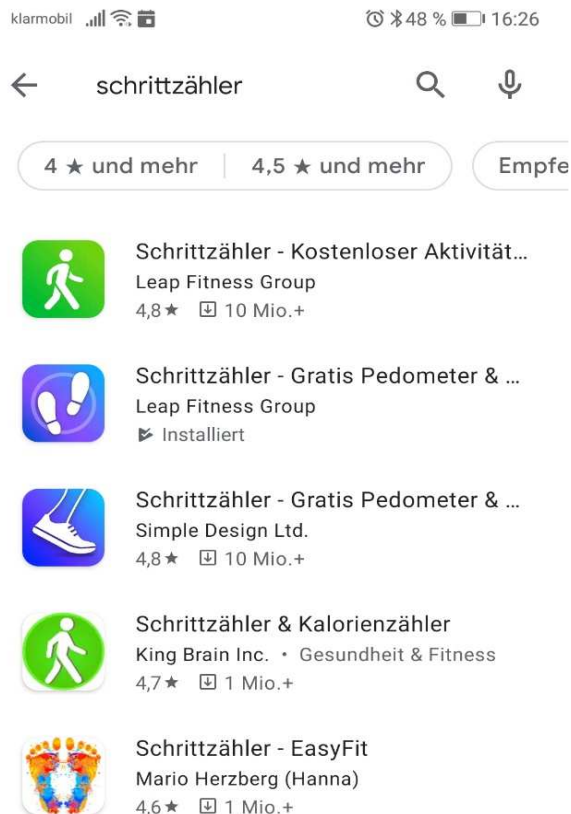 klarmobil 48 % 16:26
schrittzähler
4 ★ und mehr 4,5 ★ und mehr Empfe
Schrittzähler - Kostenloser Aktivität...
Leap Fitness Group
4,8 ★ 10 Mio.+
Schrittzähler - Gratis Pedometer & ...
Leap Fitness Group
Installiert
Schrittzähler - Gratis Pedometer & ...
Simple Design Ltd.
4,8 ★ 10 Mio.+
Schrittzähler & Kalorienzähler
King Brain Inc. • Gesundheit & Fitness
4,7 ★ 1 Mio.+
Schrittzähler - EasyFit
Mario Herzberg (Hanna)
4,6 ★ 1 Mio.+